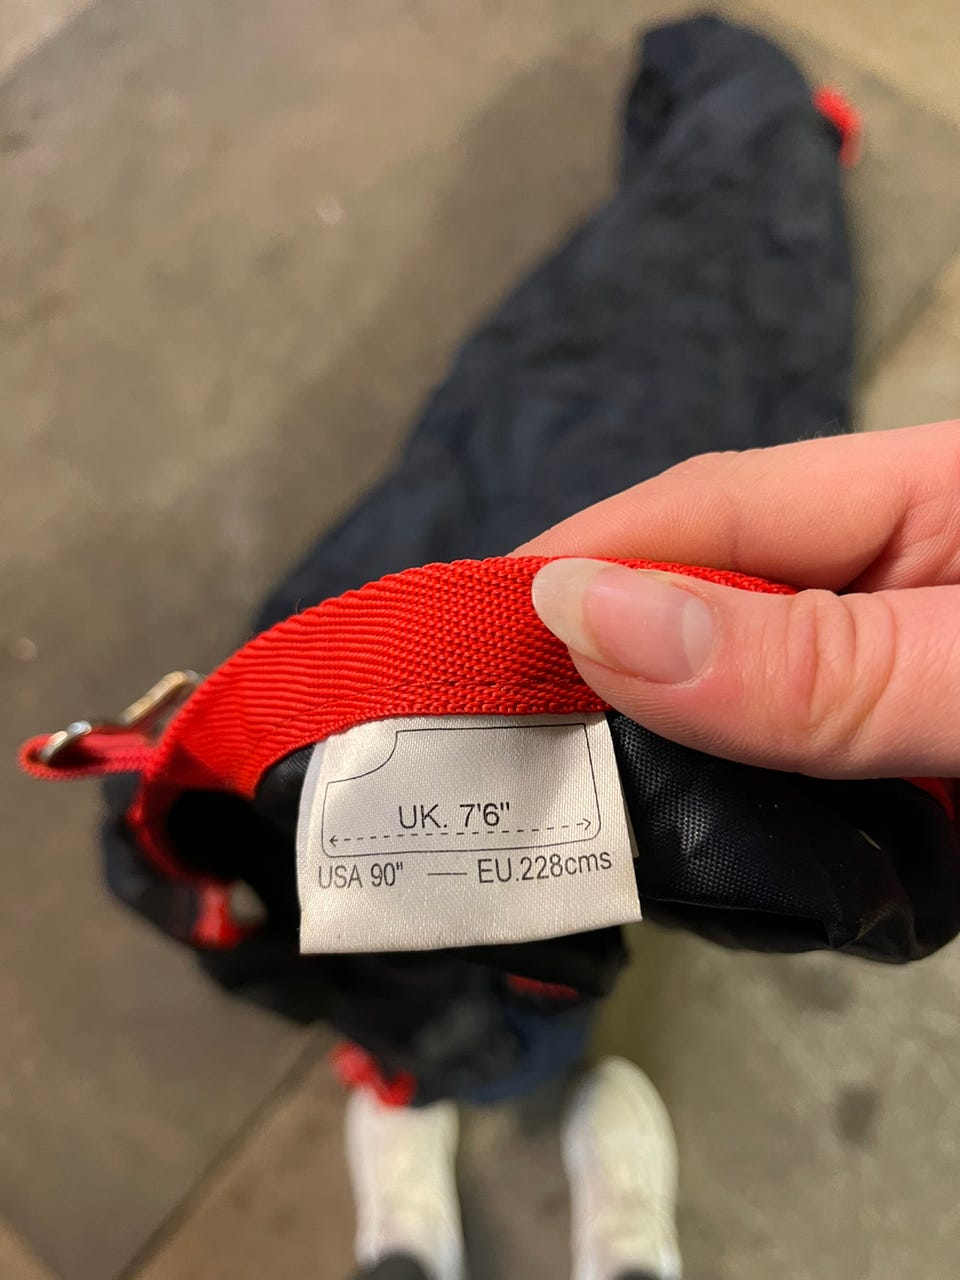 UK. 7'6"
USA 90" — EU.228cms